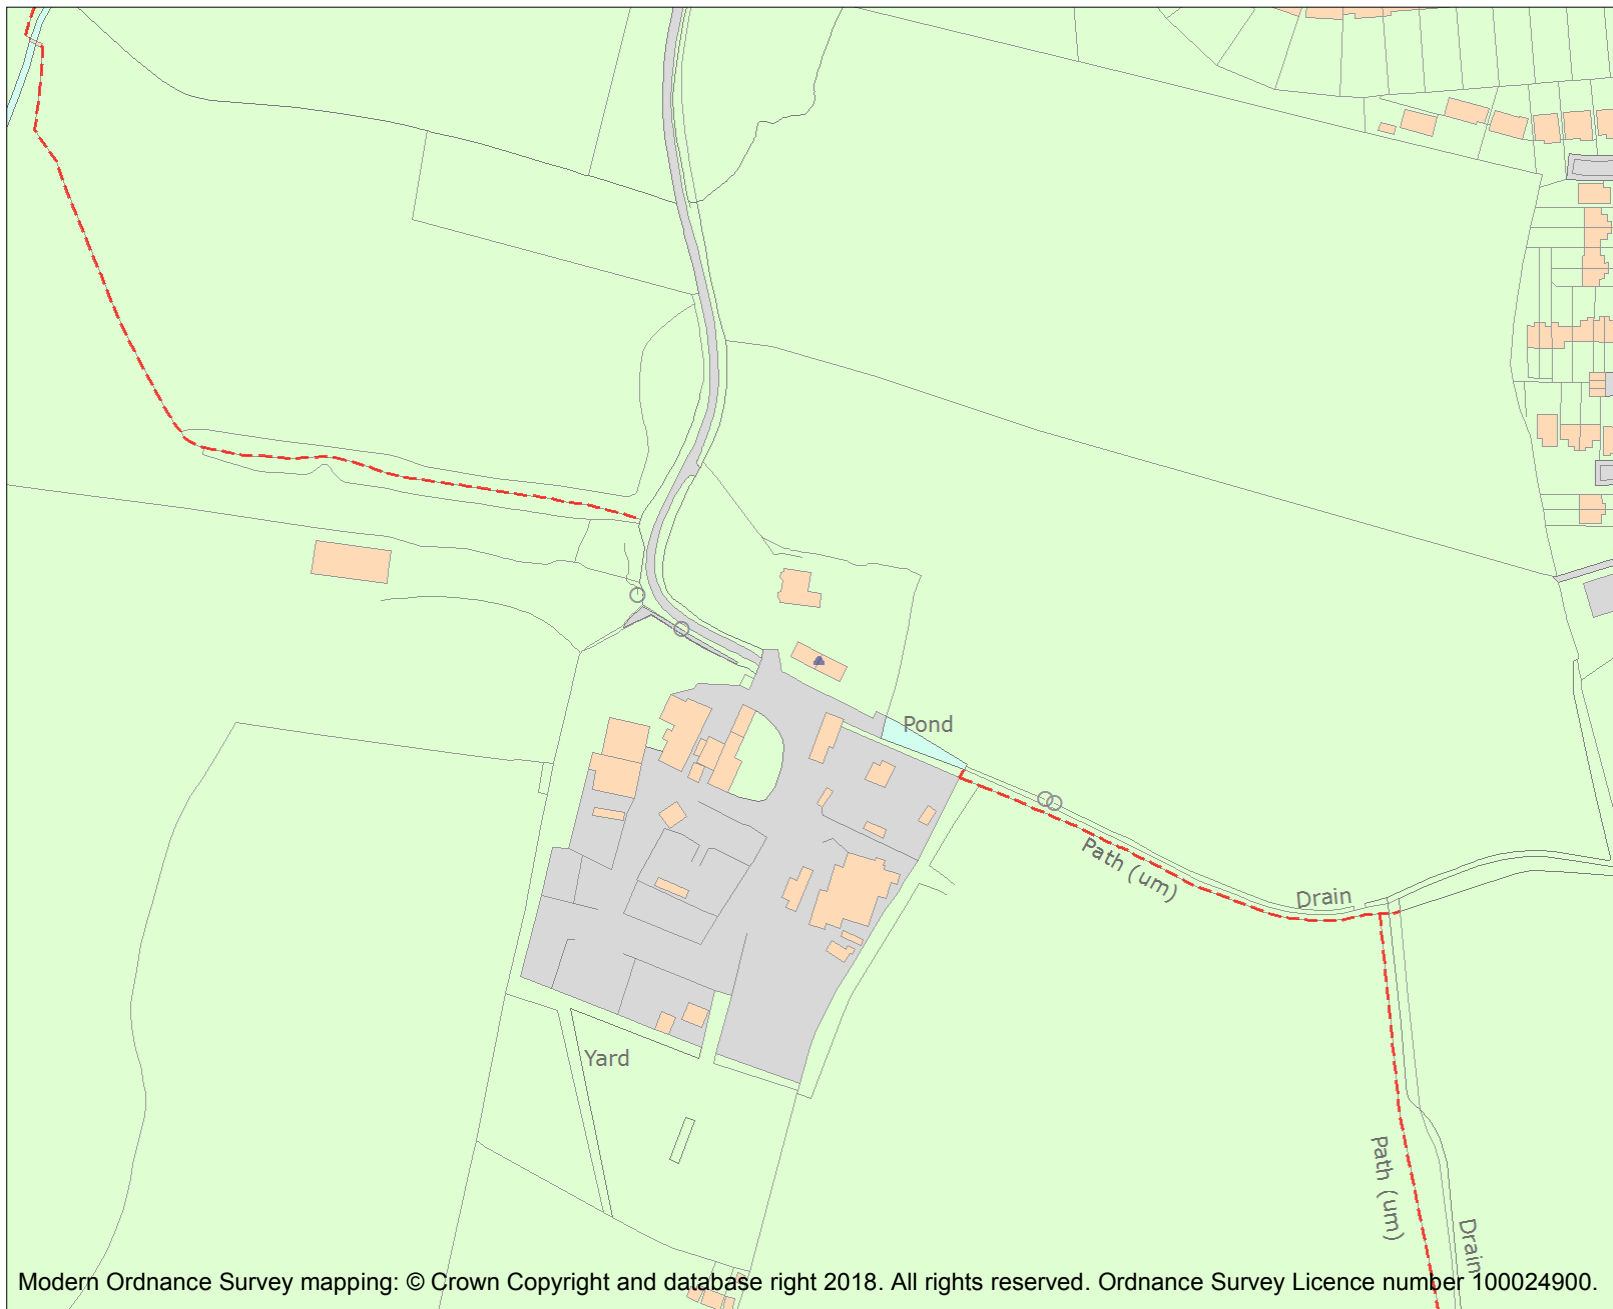 Pond
Path (um)
Drain
Yard
Path (um)
Drain
Modern Ordnance Survey mapping: © Crown Copyright and database right 2018. All rights reserved. Ordnance Survey Licence number 100024900.